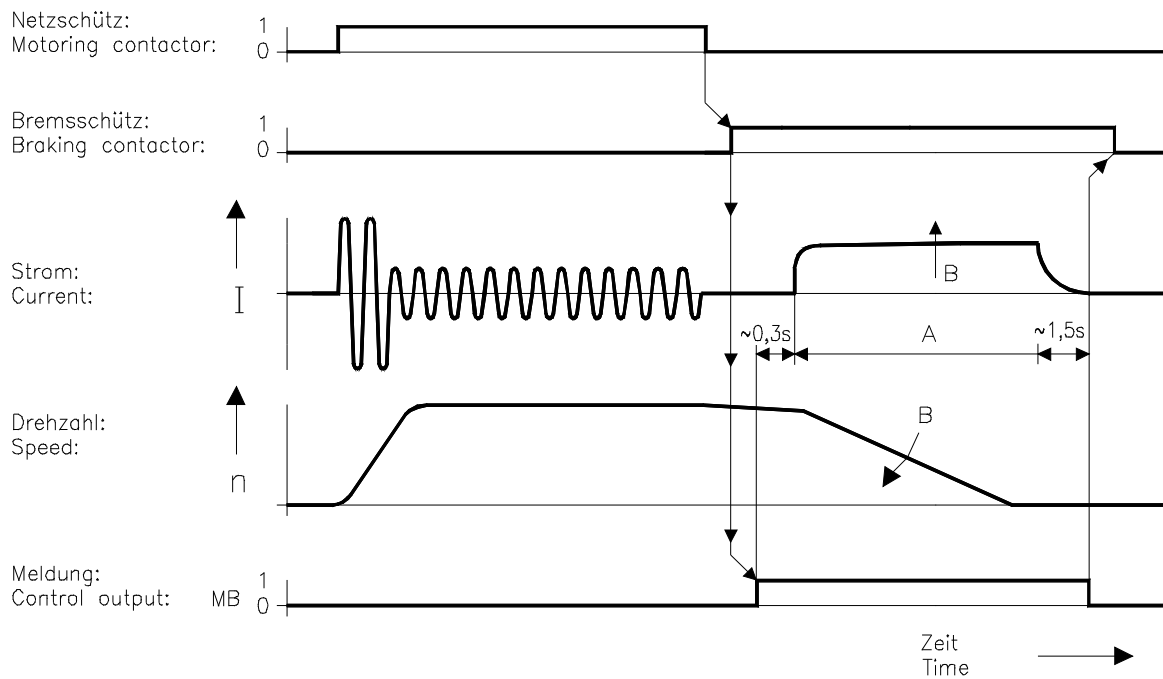 Netzschütz:
Motoring contactor:
1
0
Bremsschütz:
Braking contactor:
1
0
Strom:
Current:
I
B
~0,3s
A
~1,5s
Drehzahl:
Speed:
n
B
Meldung:
Control output: MB
1
0
Zeit
Time